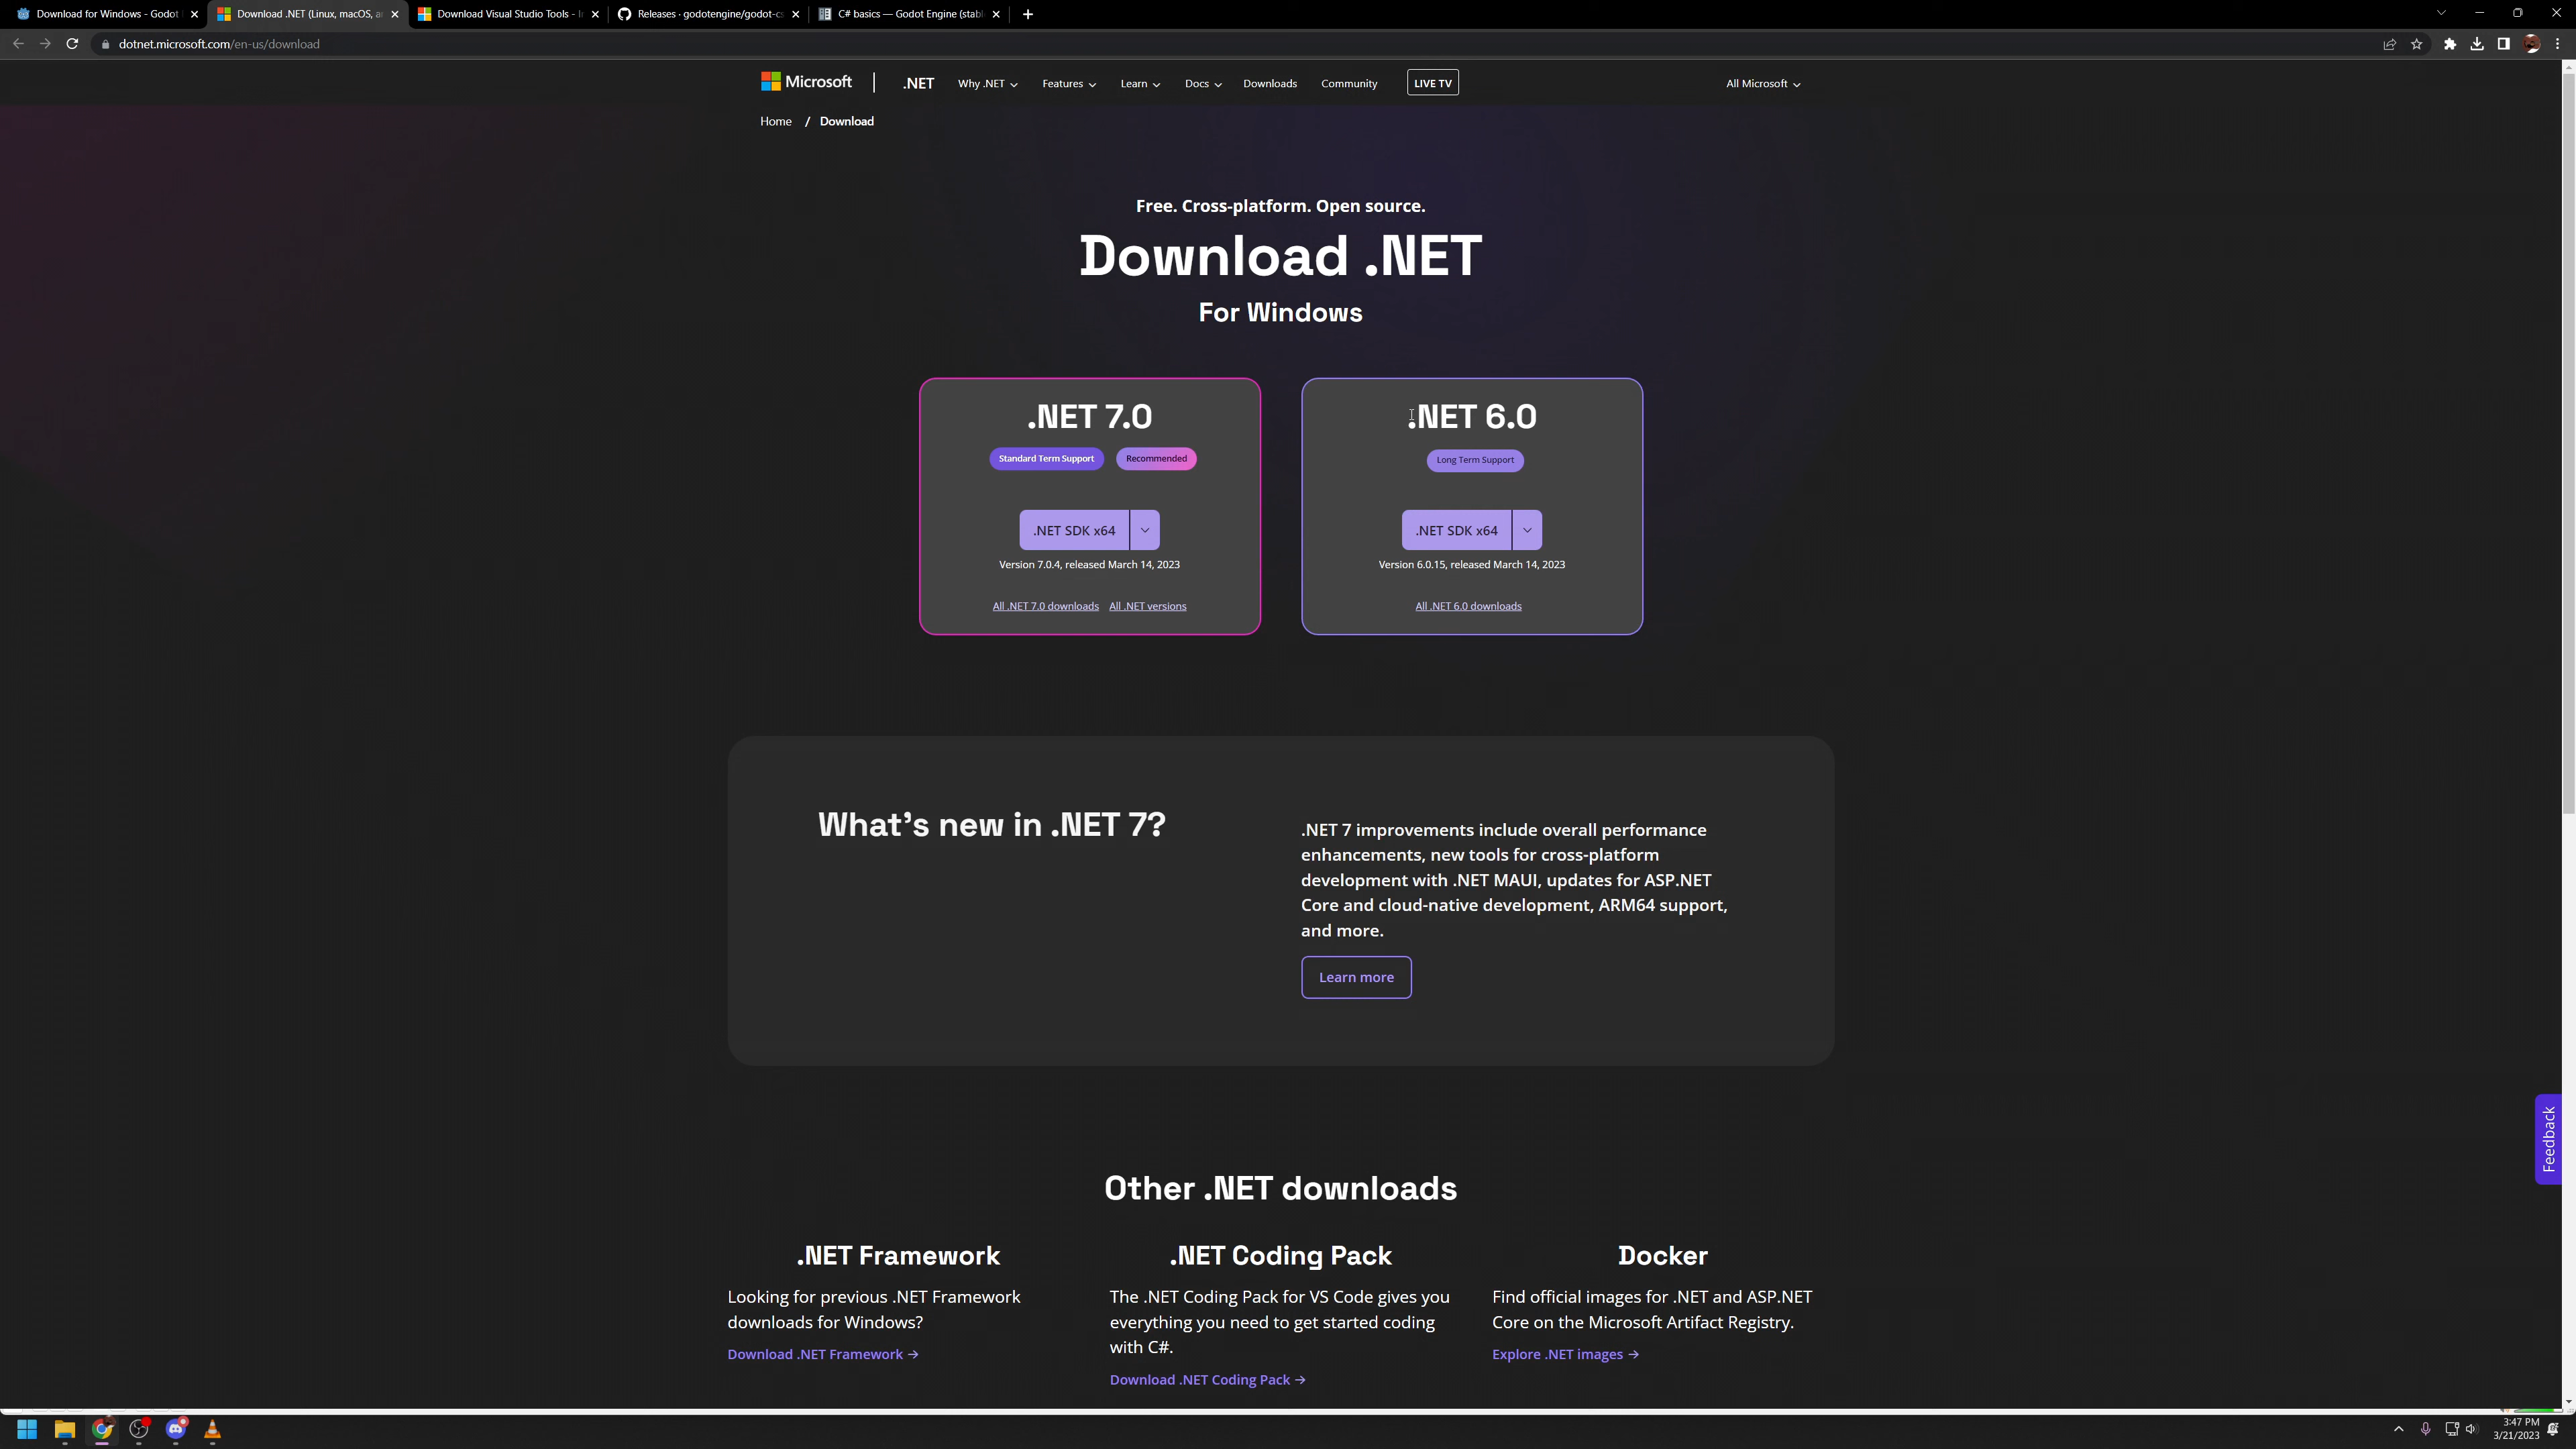 Download for Windows - Godot
Download .NET (Linux, macOS, ar
Download Visual Studio Tools - In
Releases · godotengine/godot-cs
C# basics — Godot Engine (stabl
dotnet.microsoft.com/en-us/download
Microsoft
.NET
Why .NET
Features
Learn
Docs
Downloads
Community
LIVE TV
All Microsoft
Home / Download
Free. Cross-platform. Open source.
Download .NET
For Windows
.NET 7.0
Standard Term Support
Recommended
.NET SDK x64
Version 7.0.4, released March 14, 2023
All .NET 7.0 downloads
All .NET versions
.NET 6.0
Long Term Support
.NET SDK x64
Version 6.0.15, released March 14, 2023
All .NET 6.0 downloads
What's new in .NET 7?
.NET 7 improvements include overall performance
enhancements, new tools for cross-platform
development with .NET MAUI, updates for ASP.NET
Core and cloud-native development, ARM64 support,
and more.
Learn more
Feedback
Other .NET downloads
.NET Framework
Looking for previous .NET Framework
downloads for Windows?
Download .NET Framework →
.NET Coding Pack
The .NET Coding Pack for VS Code gives you
everything you need to get started coding
with C#.
Download .NET Coding Pack →
Docker
Find official images for .NET and ASP.NET
Core on the Microsoft Artifact Registry.
Explore .NET images →
3:47 PM
3/21/2023